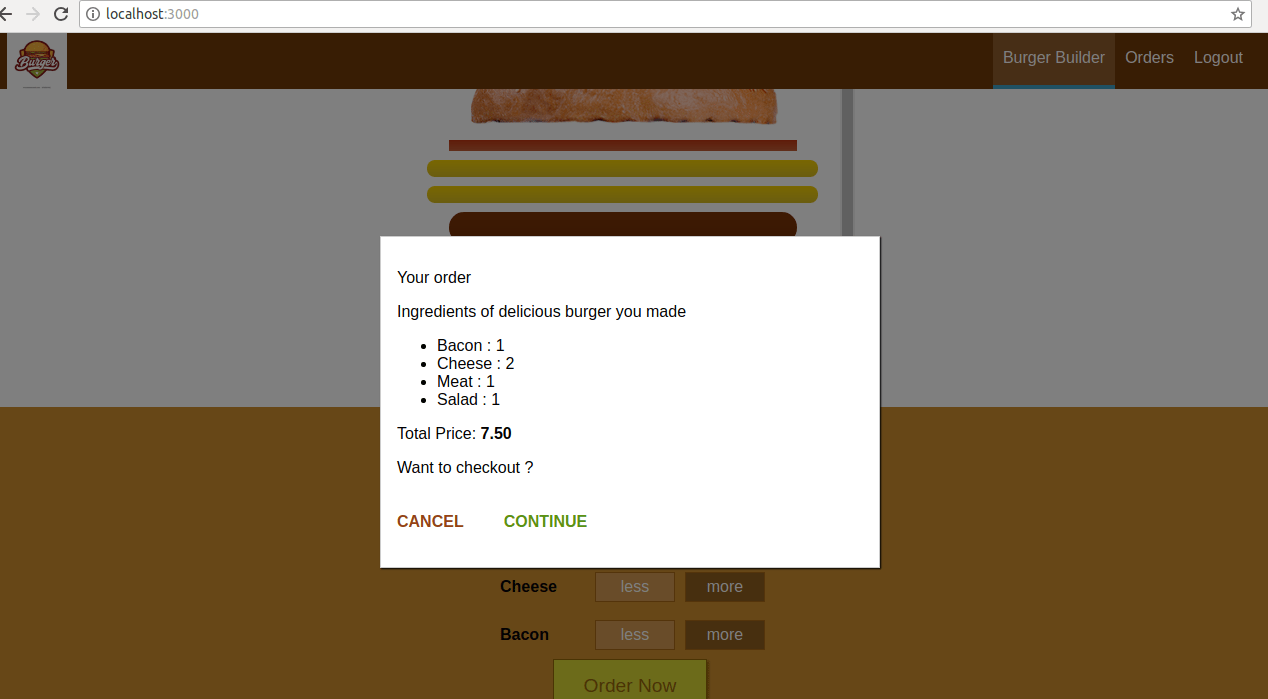 localhost:3000
Burger
Burger Builder Orders Logout
Your order
Ingredients of delicious burger you made
Bacon : 1
Cheese : 2
Meat : 1
Salad : 1
Total Price: 7.50
Want to checkout ?
CANCEL CONTINUE
Cheese less more
Bacon less more
Order Now